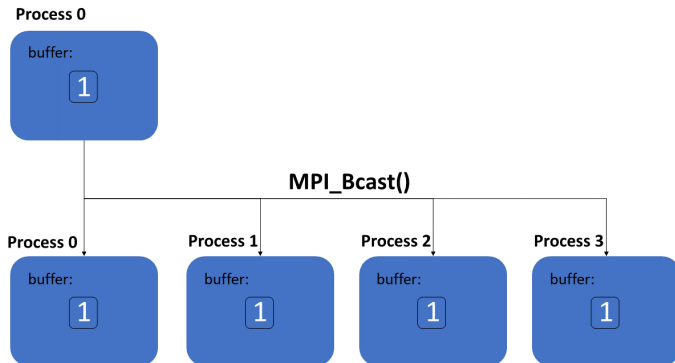 Process 0
buffer:
1
MPI_Bcast()
Process 0
Process 1
Process 2
Process 3
buffer:
buffer:
buffer:
buffer:
1
1
1
1